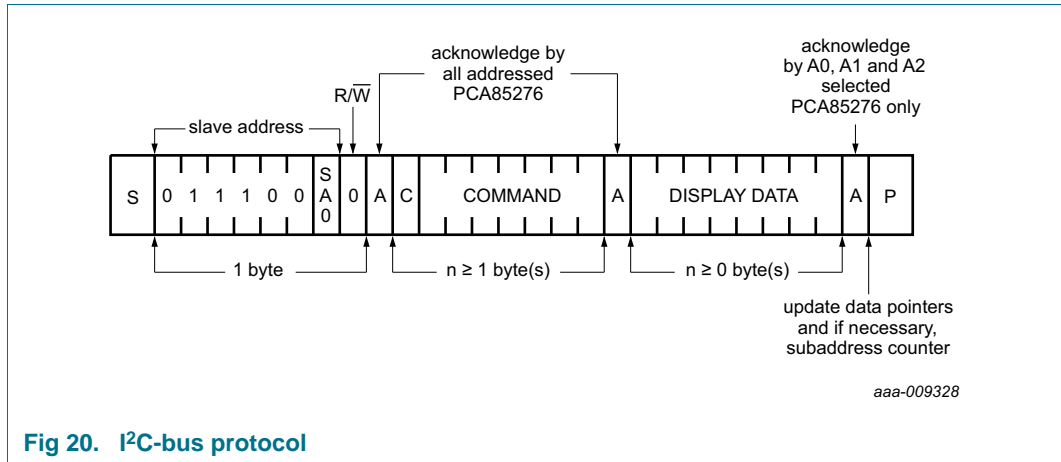 acknowledge by
all addressed
PCA85276
acknowledge
by A0, A1 and A2
selected
PCA85276 only
R/W̅
slave address
S 0 1 1 1 0 0 SA0 0 A C COMMAND A DISPLAY DATA A P
1 byte
n ≥ 1 byte(s)
n ≥ 0 byte(s)
update data pointers
and if necessary,
subaddress counter
aaa-009328
Fig 20. I²C-bus protocol